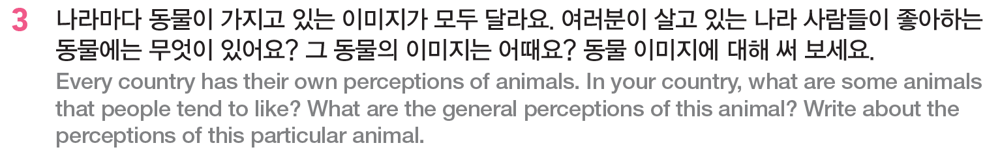 3 나라마다 동물이 가지고 있는 이미지가 모두 달라요. 여러분이 살고 있는 나라 사람들이 좋아하는
동물에는 무엇이 있어요? 그 동물의 이미지는 어때요? 동물 이미지에 대해 써 보세요.
Every country has their own perceptions of animals. In your country, what are some animals
that people tend to like? What are the general perceptions of this animal? Write about the
perceptions of this particular animal.